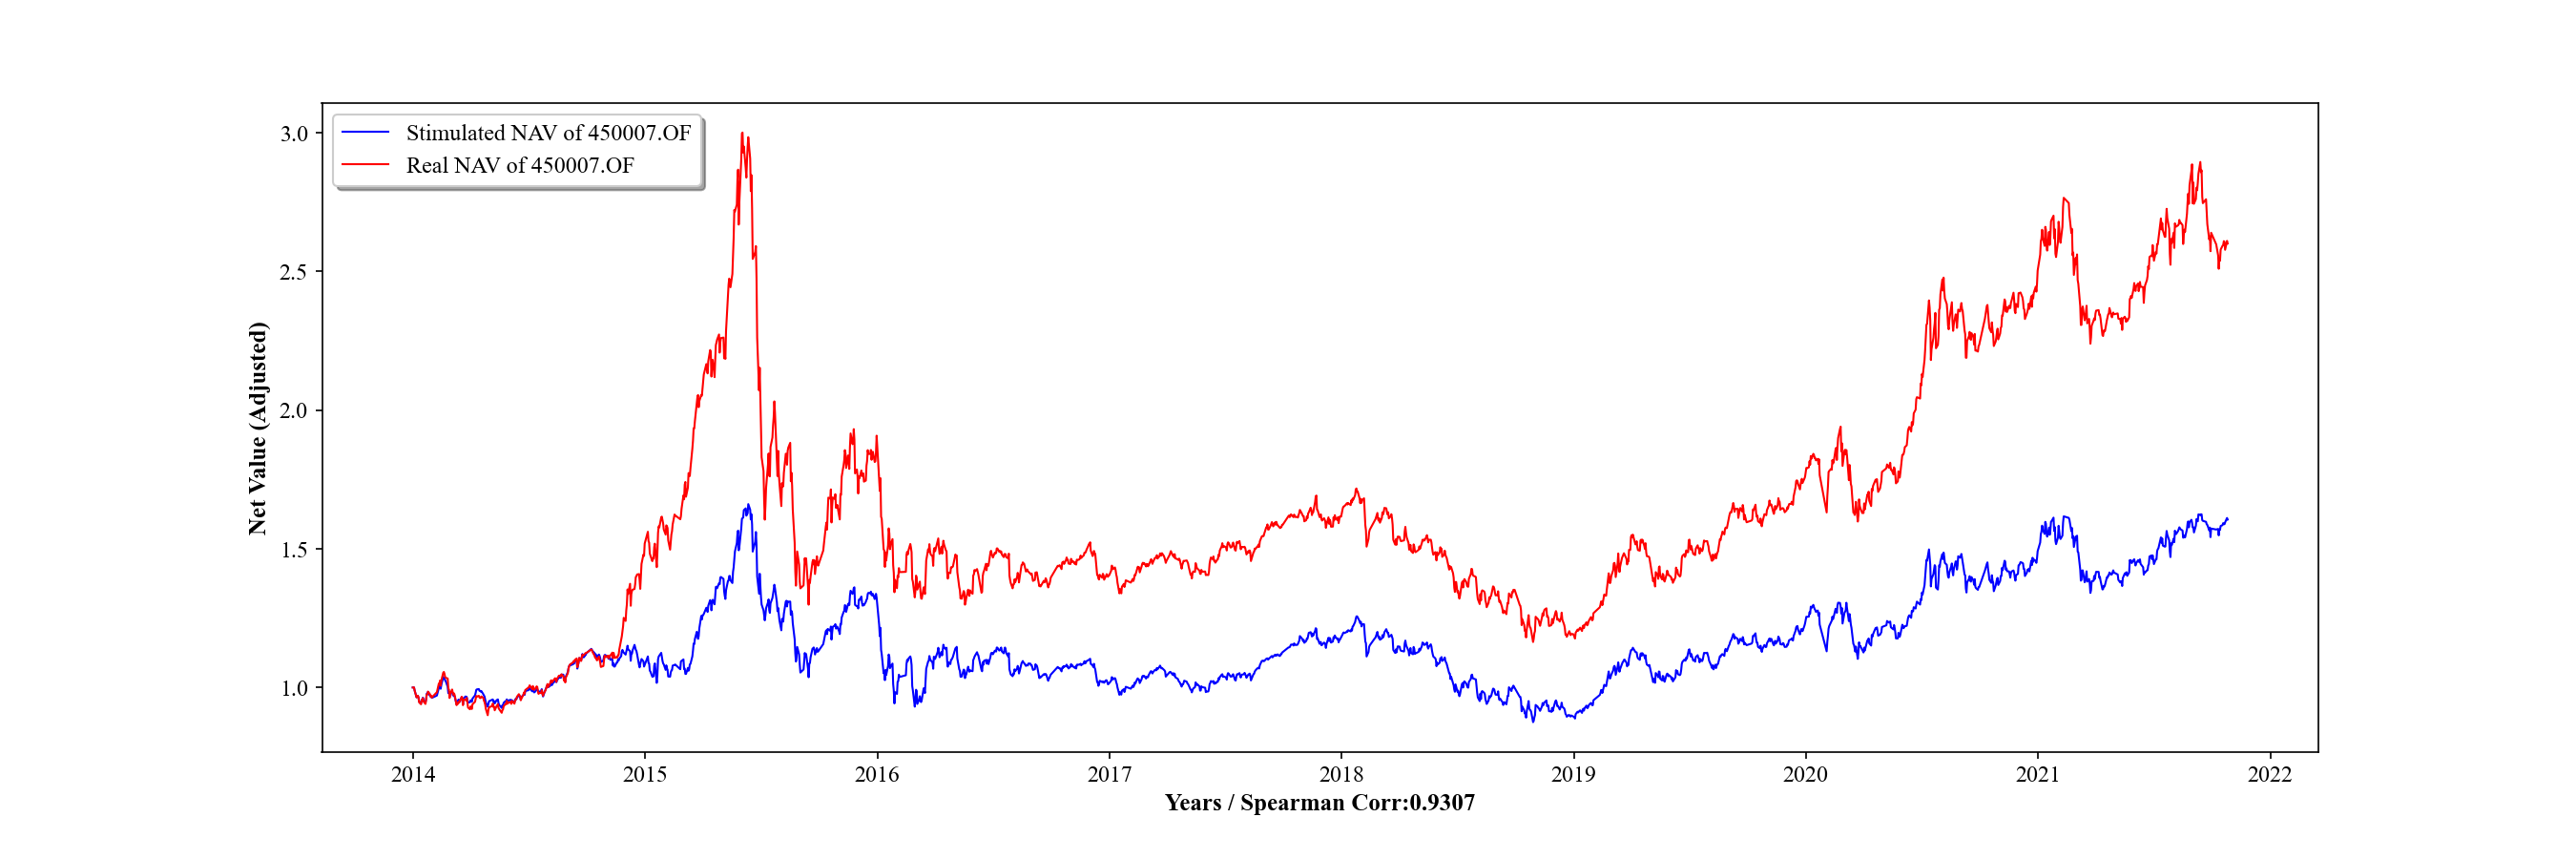 Stimulated NAV of 450007.OF
Real NAV of 450007.OF
3.0
2.5
2.0
1.5
1.0
Net Value (Adjusted)
2014 2015 2016 2017 2018 2019 2020 2021 2022
Years / Spearman Corr:0.9307